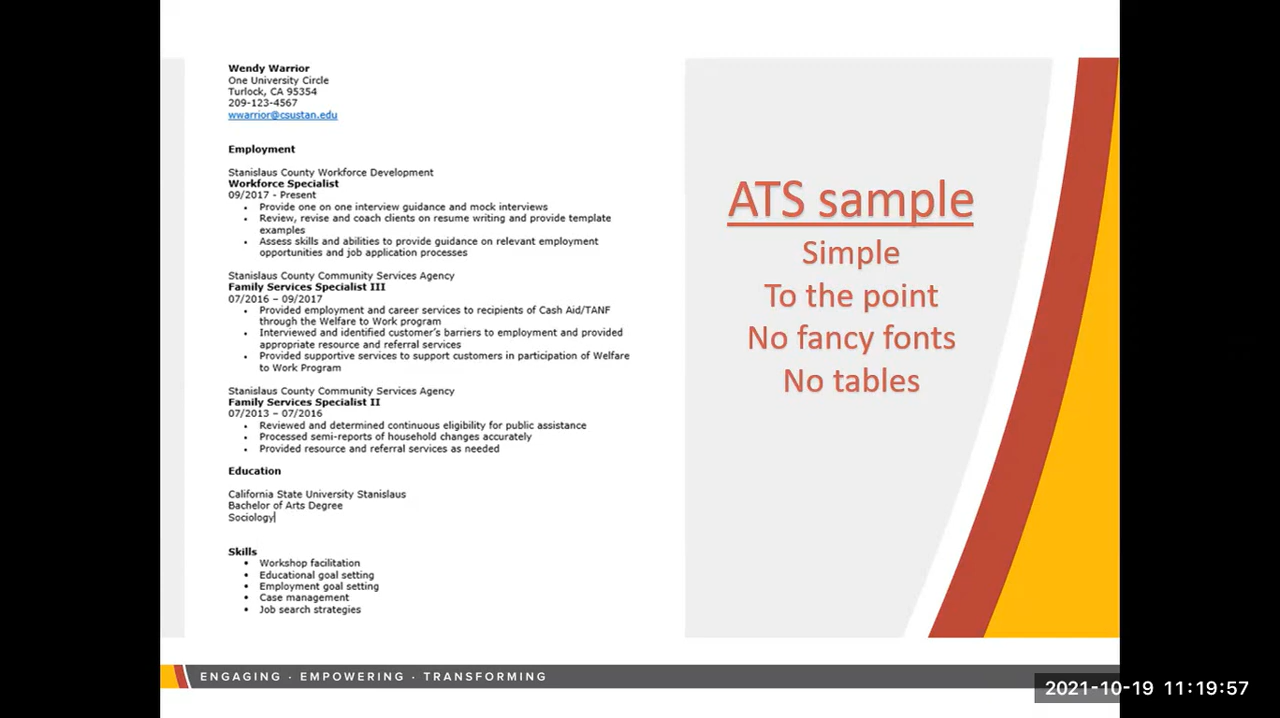 Wendy Warrior
One University Circle
Turlock, CA 95354
209-123-4567
wwarrior@csustan.edu
Employment
Stanislaus County Workforce Development
Workforce Specialist
09/2017 - Present
• Provide one on one interview guidance and mock interviews
• Review, revise and coach clients on resume writing and provide template
examples
• Assess skills and abilities to provide guidance on relevant employment
opportunities and job application processes
Stanislaus County Community Services Agency
Family Services Specialist III
07/2016 – 09/2017
• Provided employment and career services to recipients of Cash Aid/TANF
through the Welfare to Work program
• Interviewed and identified customer's barriers to employment and provided
appropriate resource and referral services
• Provided supportive services to support customers in participation of Welfare
to Work Program
Stanislaus County Community Services Agency
Family Services Specialist II
07/2013 – 07/2016
• Reviewed and determined continuous eligibility for public assistance
• Processed semi-reports of household changes accurately
• Provided resource and referral services as needed
Education
California State University Stanislaus
Bachelor of Arts Degree
Sociology
Skills
• Workshop facilitation
• Educational goal setting
• Employment goal setting
• Case management
• Job search strategies
ATS sample
Simple
To the point
No fancy fonts
No tables
ENGAGING · EMPOWERING · TRANSFORMING
2021-10-19 11:19:57